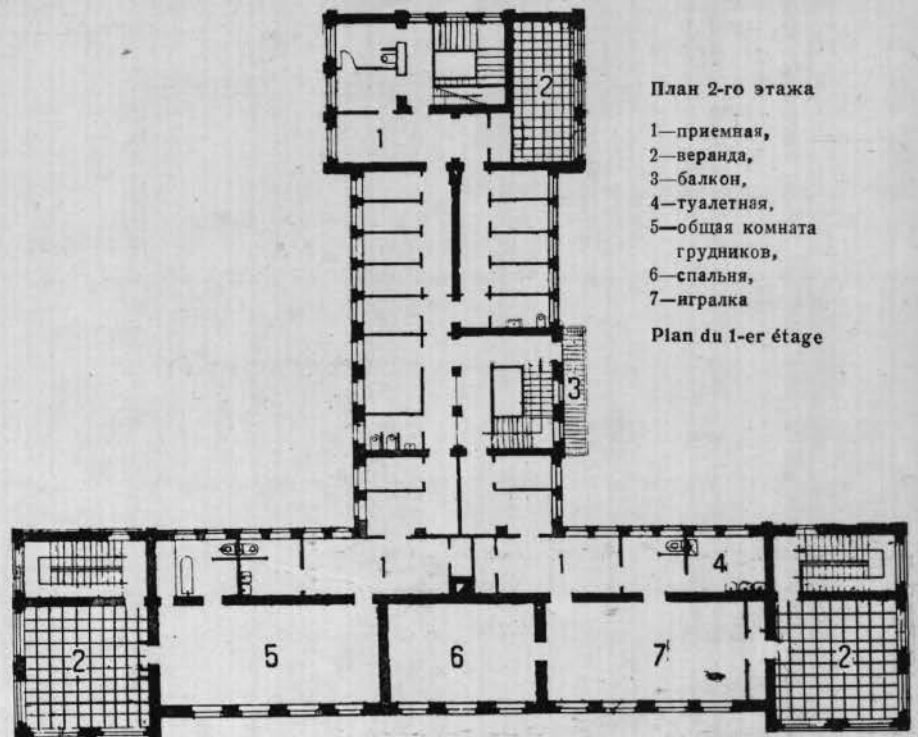 План 2-го этажа
1—приемная,
2—веранда,
3—балкон,
4—туалетная,
5—общая комната
грудников,
6—спальня,
7—игралка
Plan du 1-er étage
2
1
3
1
4
2
5
6
7
2